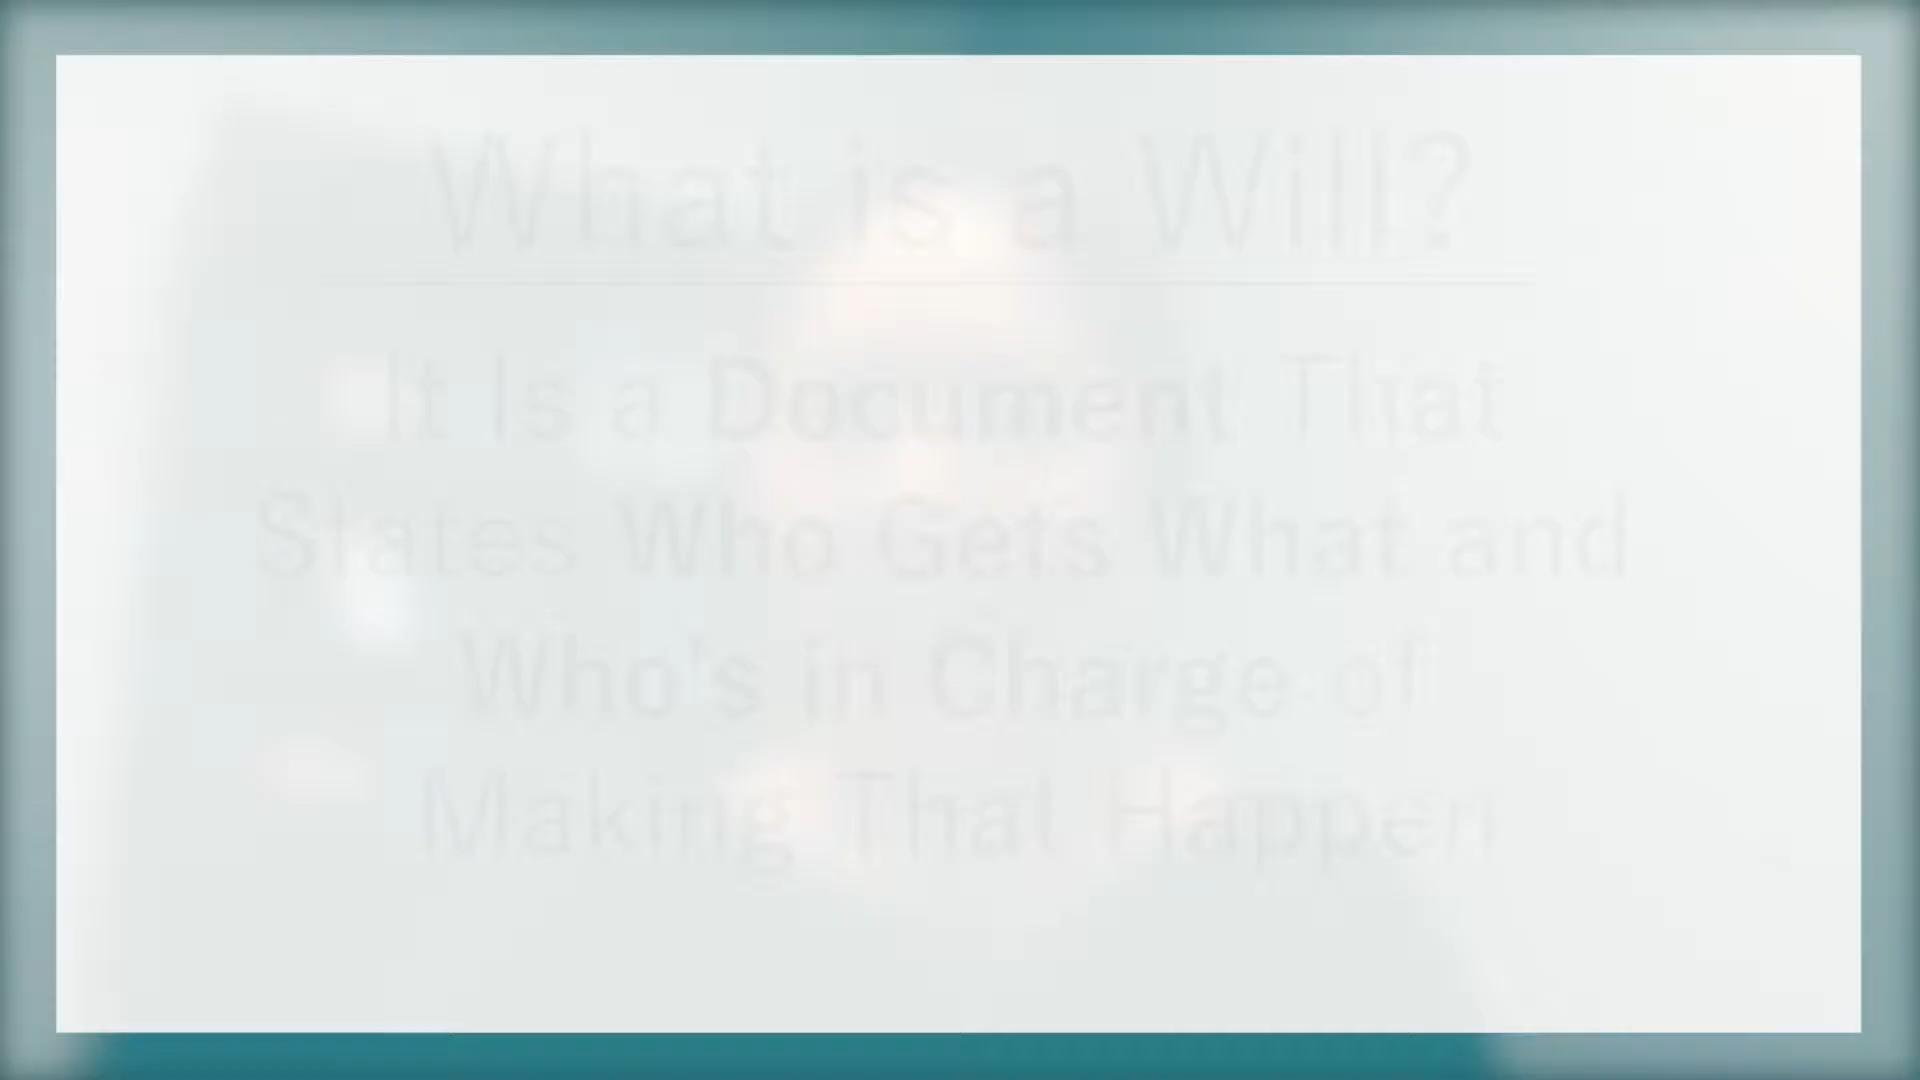 What is a Will?
It Is a Document That
States Who Gets What and
Who's in Charge of
Making That Happen